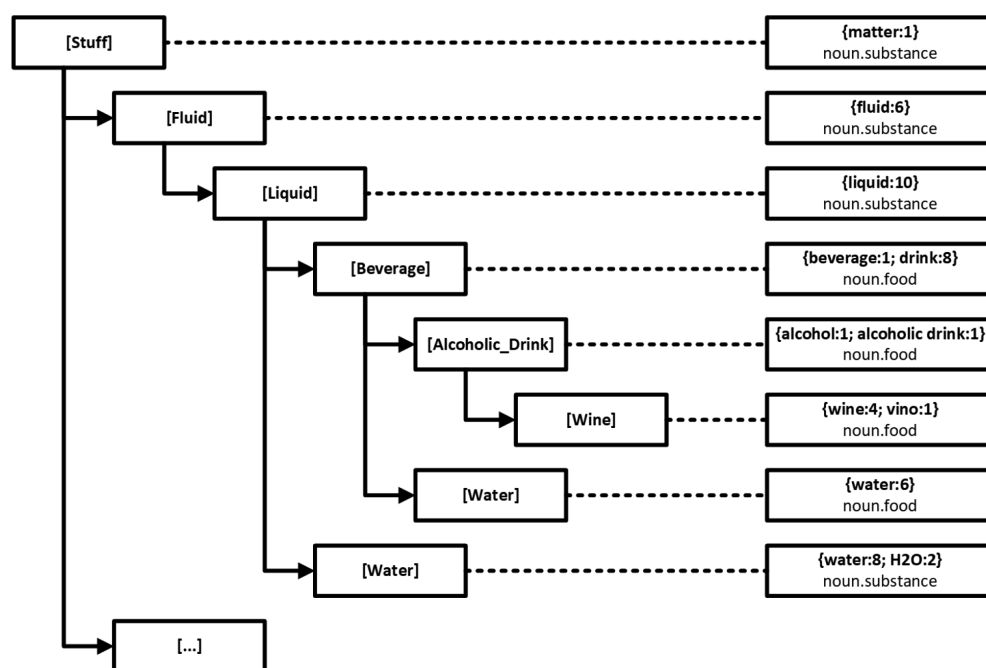 [Stuff]
{matter:1}
noun.substance
[Fluid]
{fluid:6}
noun.substance
[Liquid]
{liquid:10}
noun.substance
[Beverage]
{beverage:1; drink:8}
noun.food
[Alcoholic_Drink]
{alcohol:1; alcoholic drink:1}
noun.food
[Wine]
{wine:4; vino:1}
noun.food
[Water]
{water:6}
noun.food
[Water]
{water:8; H2O:2}
noun.substance
[...]